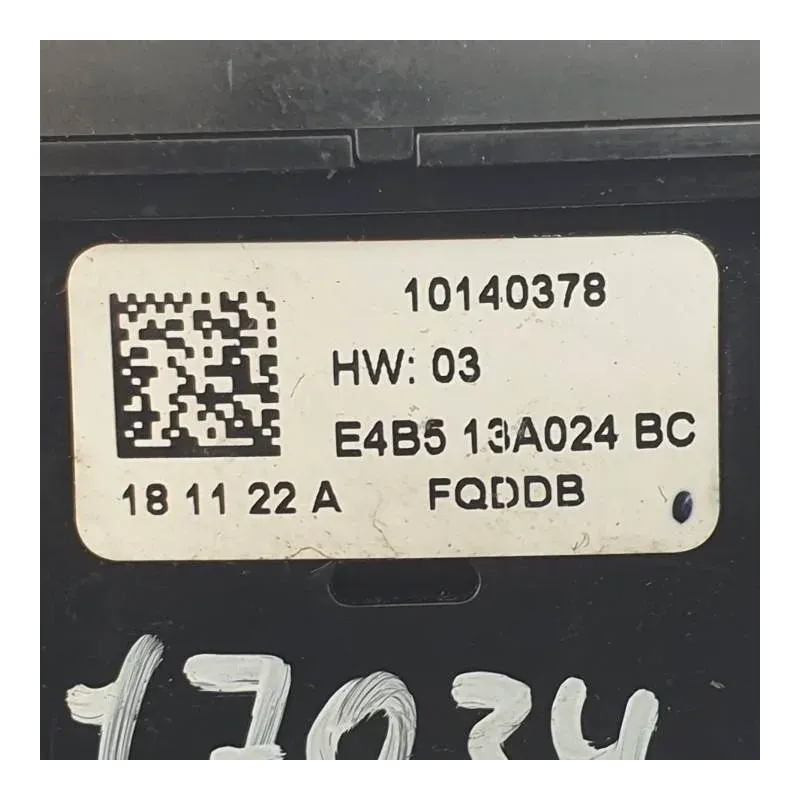 10140378
HW: 03
E4B5 13A024 BC
18 11 22 A FQDDB
17034